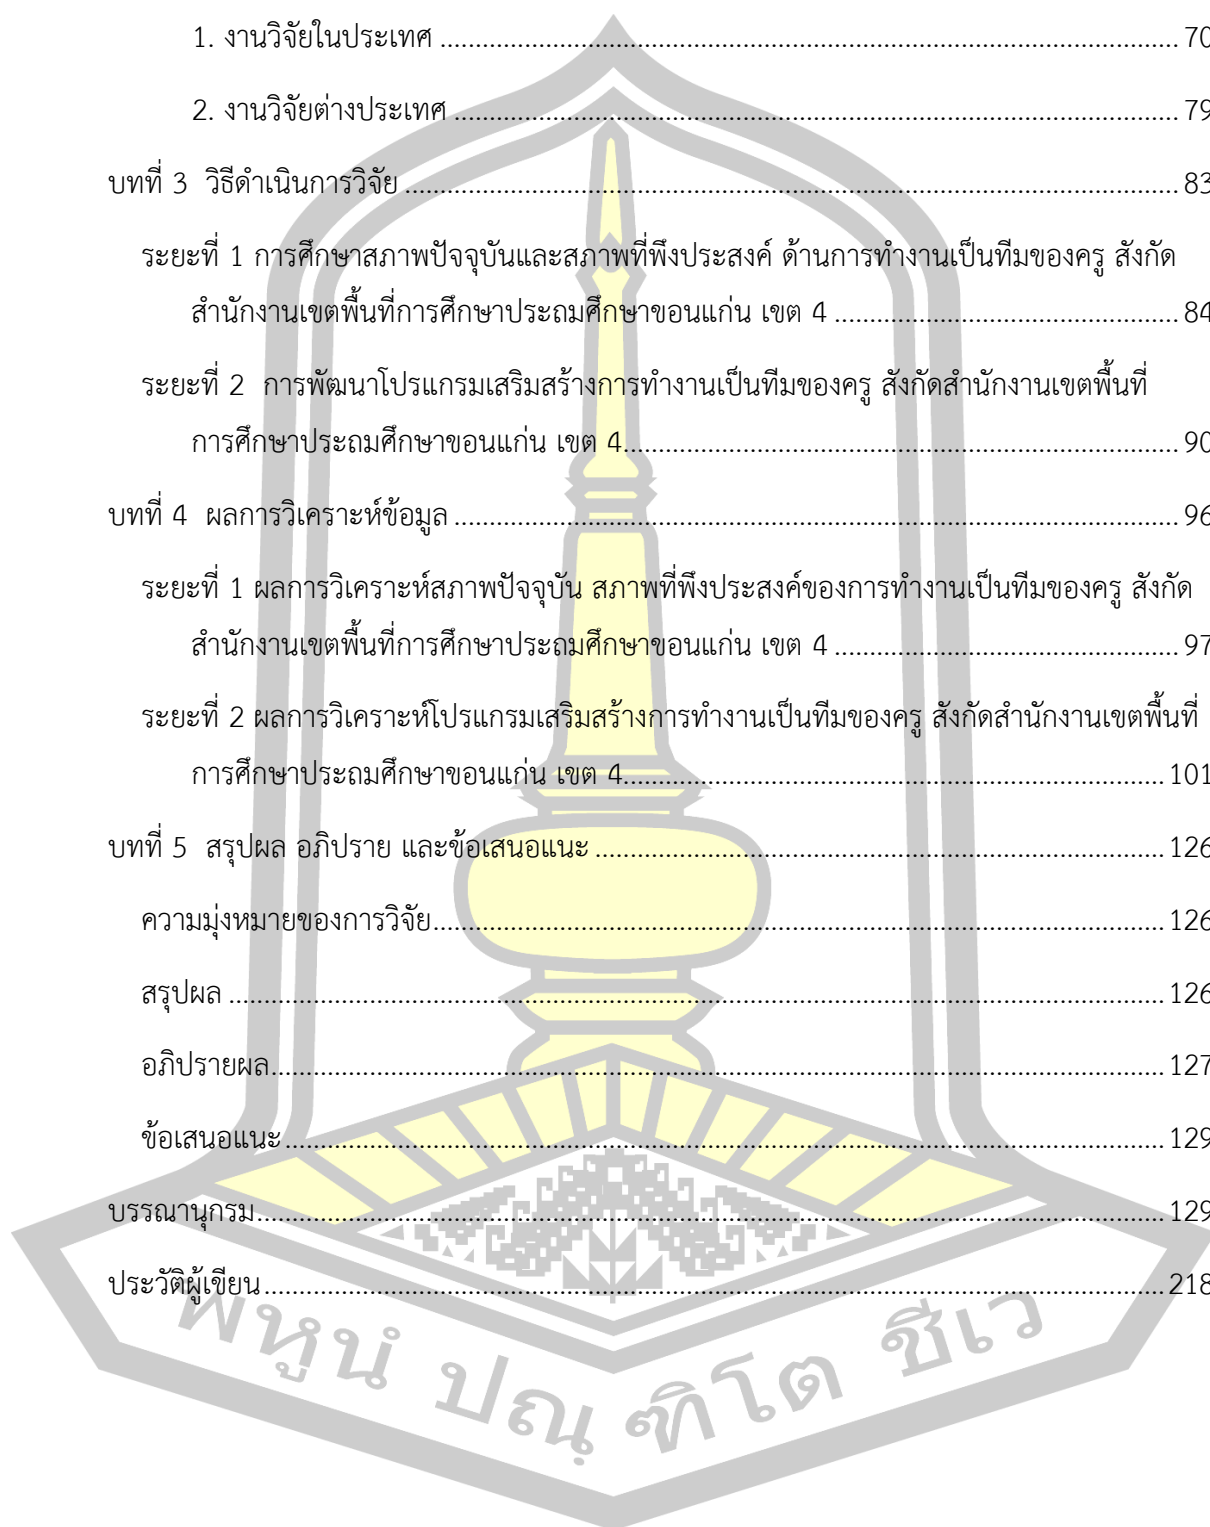 1. งานวิจัยในประเทศ ........ 70
2. งานวิจัยต่างประเทศ ........ 79
บทที่ 3 วิธีดำเนินการวิจัย ........ 83
ระยะที่ 1 การศึกษาสภาพปัจจุบันและสภาพที่พึงประสงค์ ด้านการทำงานเป็นทีมของครู สังกัด
สำนักงานเขตพื้นที่การศึกษาประถมศึกษาขอนแก่น เขต 4 ........ 84
ระยะที่ 2 การพัฒนาโปรแกรมเสริมสร้างการทำงานเป็นทีมของครู สังกัดสำนักงานเขตพื้นที่
การศึกษาประถมศึกษาขอนแก่น เขต 4 ........ 90
บทที่ 4 ผลการวิเคราะห์ข้อมูล ........ 96
ระยะที่ 1 ผลการวิเคราะห์สภาพปัจจุบัน สภาพที่พึงประสงค์ของการทำงานเป็นทีมของครู สังกัด
สำนักงานเขตพื้นที่การศึกษาประถมศึกษาขอนแก่น เขต 4 ........ 97
ระยะที่ 2 ผลการวิเคราะห์โปรแกรมเสริมสร้างการทำงานเป็นทีมของครู สังกัดสำนักงานเขตพื้นที่
การศึกษาประถมศึกษาขอนแก่น เขต 4 ........ 101
บทที่ 5 สรุปผล อภิปราย และข้อเสนอแนะ ........ 126
ความมุ่งหมายของการวิจัย ........ 126
สรุปผล ........ 126
อภิปรายผล ........ 127
ข้อเสนอแนะ ........ 129
บรรณานุกรม ........ 129
ประวัติผู้เขียน ........ 218
พหูนํ ปณฺฑิโต ชีเว